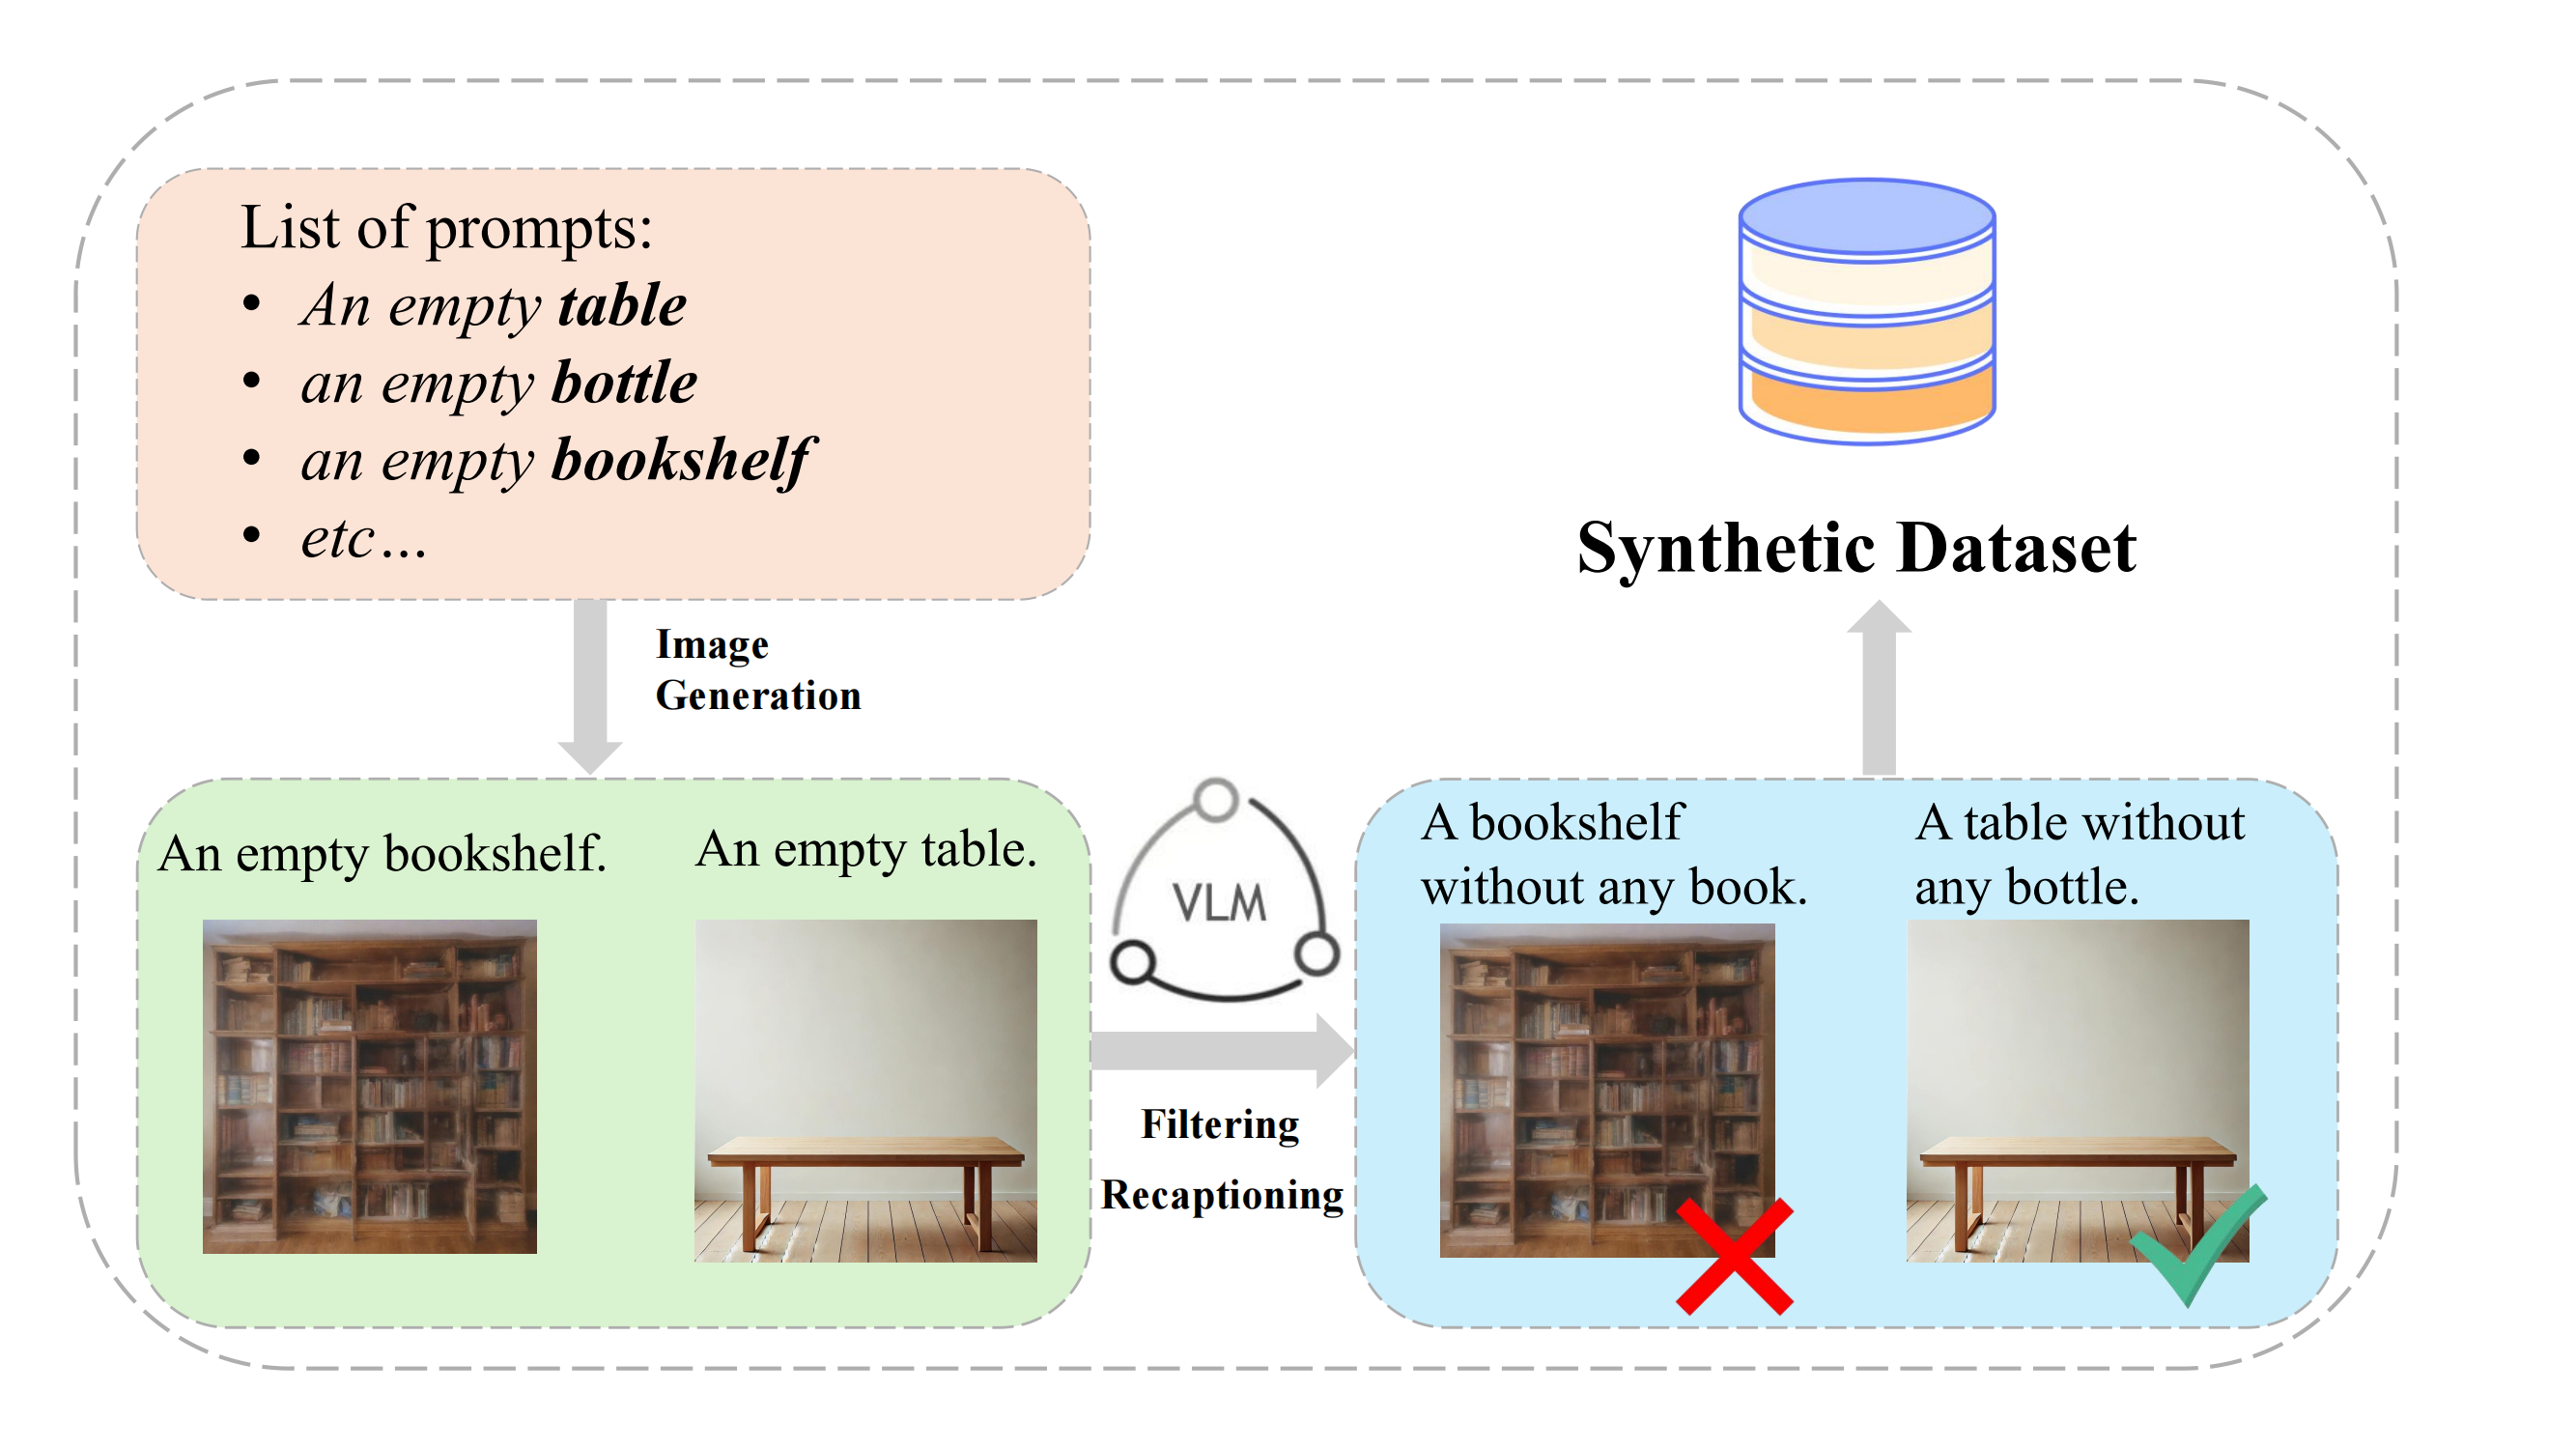 List of prompts:
• An empty table
• an empty bottle
• an empty bookshelf
• etc…
Image
Generation
An empty bookshelf.
An empty table.
VLM
Filtering
Recaptioning
A bookshelf
without any book.
A table without
any bottle.
Synthetic Dataset